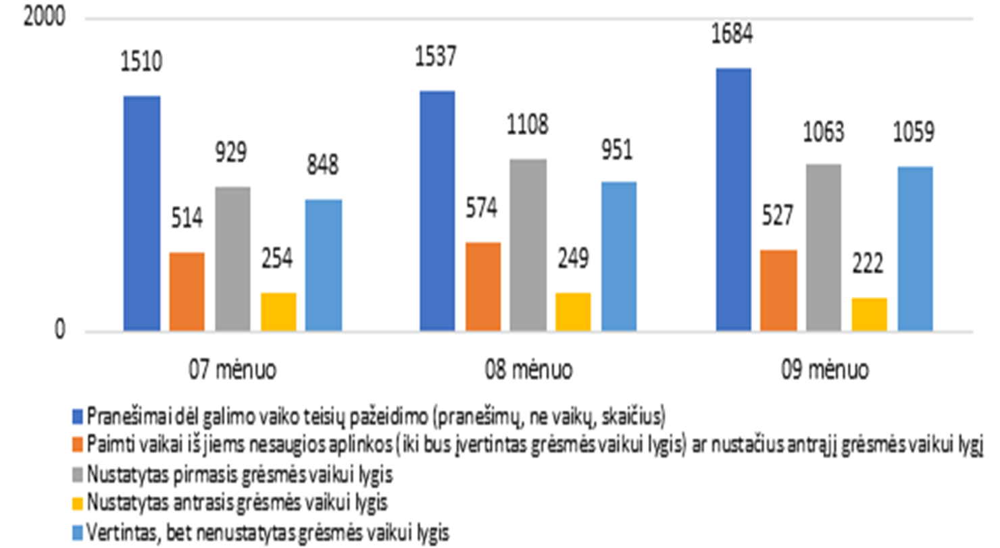 2000
1510
1537
1684
929
1108
1063
1059
848
951
514
574
527
254
249
222
0
07 mėnuo
08 mėnuo
09 mėnuo
Pranešimai dėl galimo vaiko teisių pažeidimo (pranešimų, ne vaikų, skaičius)
Paimti vaikai iš jiems nesaugios aplinkos (iki bus įvertintas grėsmės vaikui lygis) ar nustačius antrąjį grėsmės vaikui lygį
Nustatytas pirmasis grėsmės vaikui lygis
Nustatytas antrasis grėsmės vaikui lygis
Vertintas, bet nenustatytas grėsmės vaikui lygis